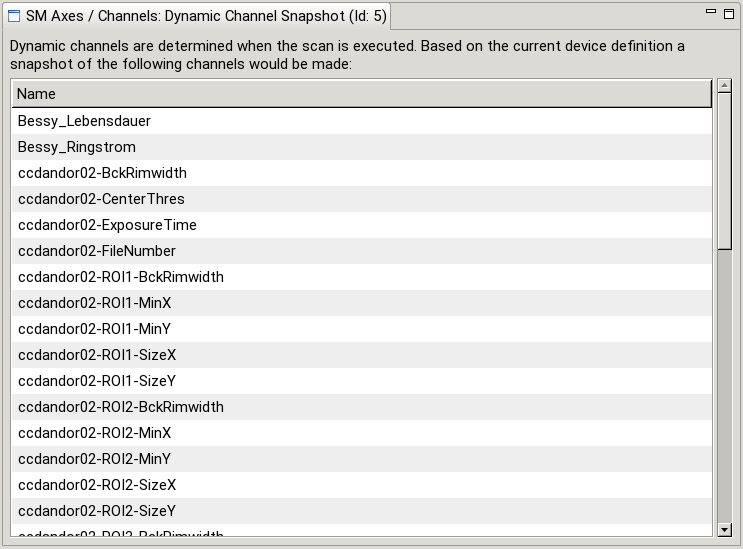 SM Axes / Channels: Dynamic Channel Snapshot (Id: 5)
Dynamic channels are determined when the scan is executed. Based on the current device definition a
snapshot of the following channels would be made:
Name
Bessy_Lebensdauer
Bessy_Ringstrom
ccdandor02-BckRimwidth
ccdandor02-CenterThres
ccdandor02-ExposureTime
ccdandor02-FileNumber
ccdandor02-ROI1-BckRimwidth
ccdandor02-ROI1-MinX
ccdandor02-ROI1-MinY
ccdandor02-ROI1-SizeX
ccdandor02-ROI1-SizeY
ccdandor02-ROI2-BckRimwidth
ccdandor02-ROI2-MinX
ccdandor02-ROI2-MinY
ccdandor02-ROI2-SizeX
ccdandor02-ROI2-SizeY
ccdandor02-ROI3-BckRimwidth